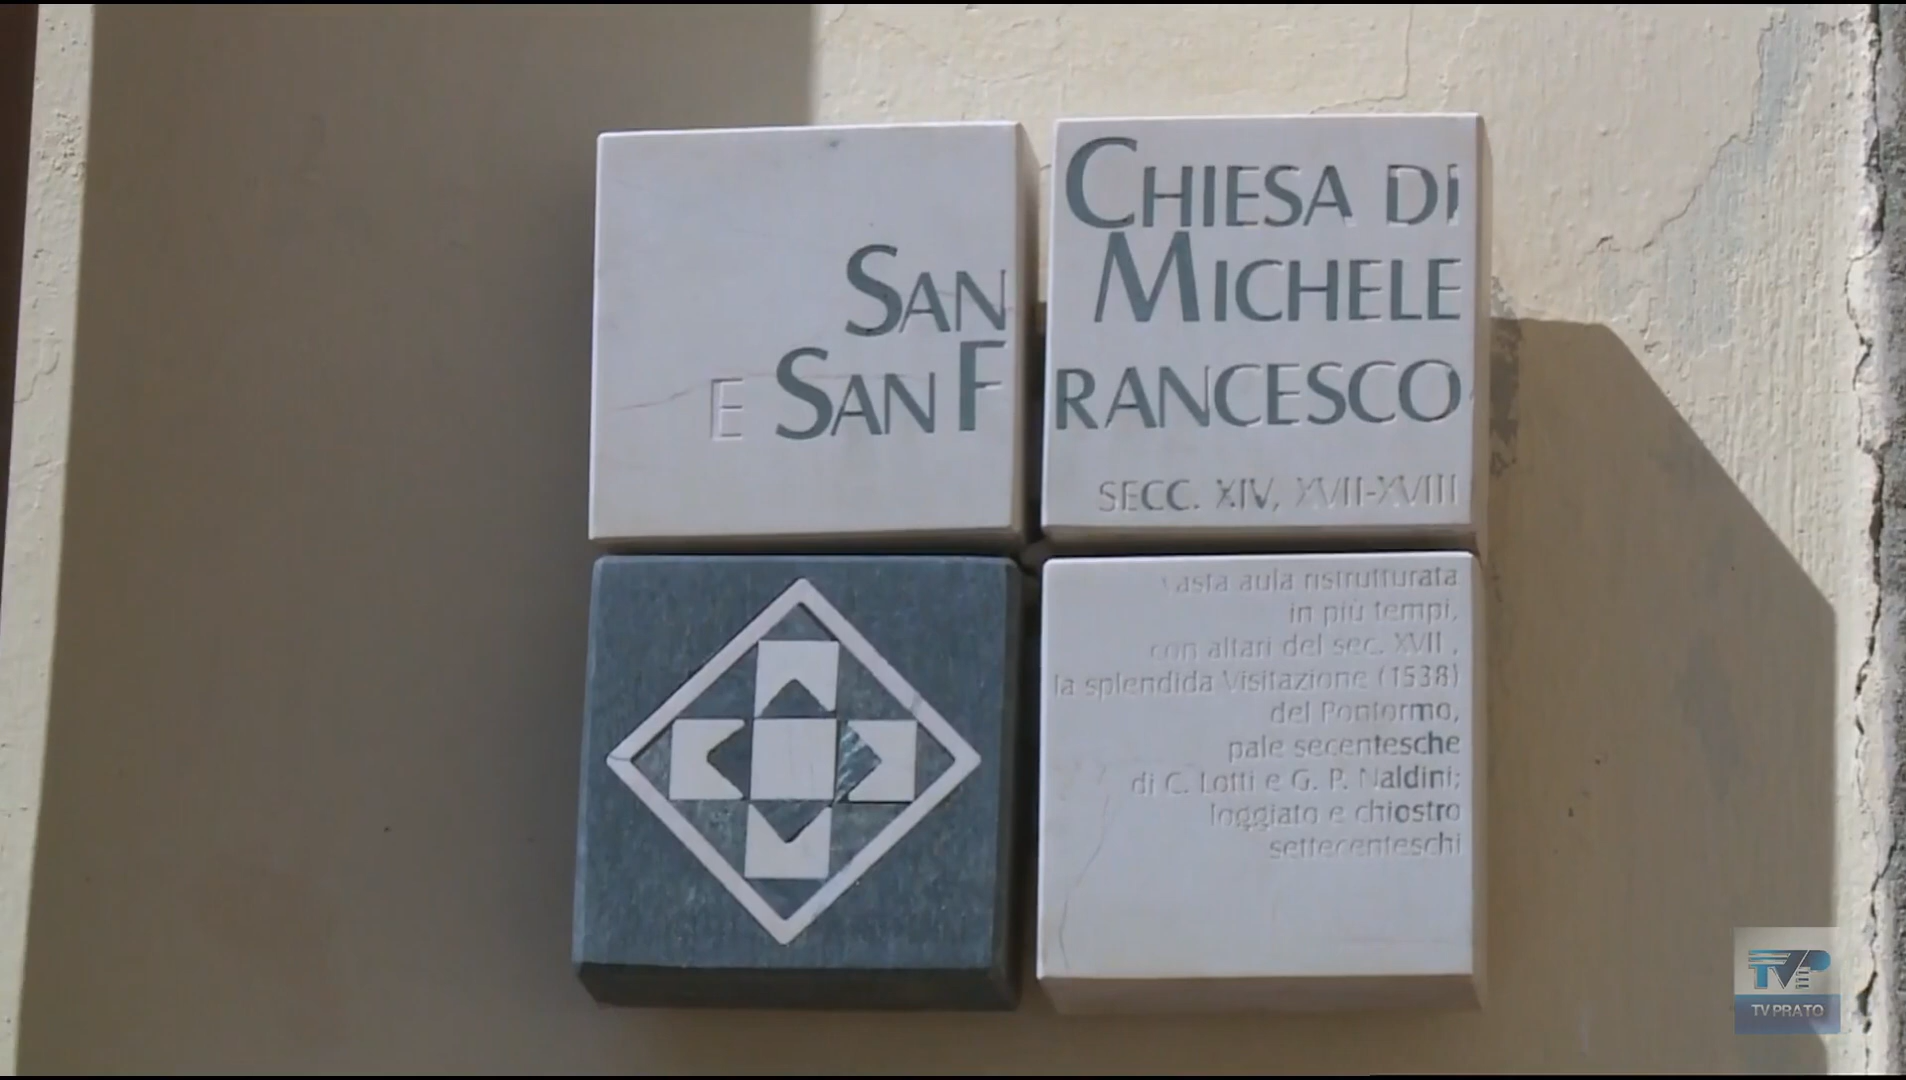 CHIESA DI
SAN MICHELE
E SAN FRANCESCO
SECC. XIV, XVII-XVIII
Vasta aula ristrutturata
in più tempi,
con altari del sec. XVII ,
la splendida Visitazione (1538)
del Pontormo,
pale secentesche
di C. Lotti e G. P. Naldini;
loggiato e chiostro
settecenteschi
TVP
TV PRATO